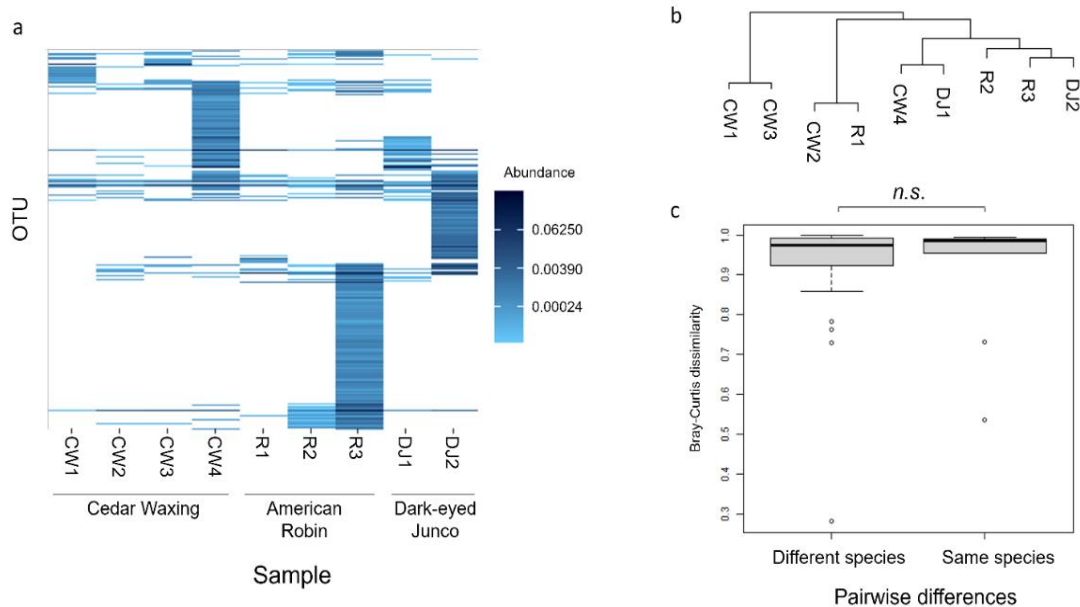 a
OTU
CW1
CW2
CW3
CW4
R1
R2
R3
DJ1
DJ2
Cedar Waxing
American
Robin
Dark-eyed
Junco
Sample
Abundance
0.06250
0.00390
0.00024
b
CW1
CW3
CW2
R1
CW4
DJ1
R2
R3
DJ2
c
n.s.
Bray-Curtis dissimilarity
1.0
0.9
0.8
0.7
0.6
0.5
0.4
0.3
Different species
Same species
Pairwise differences